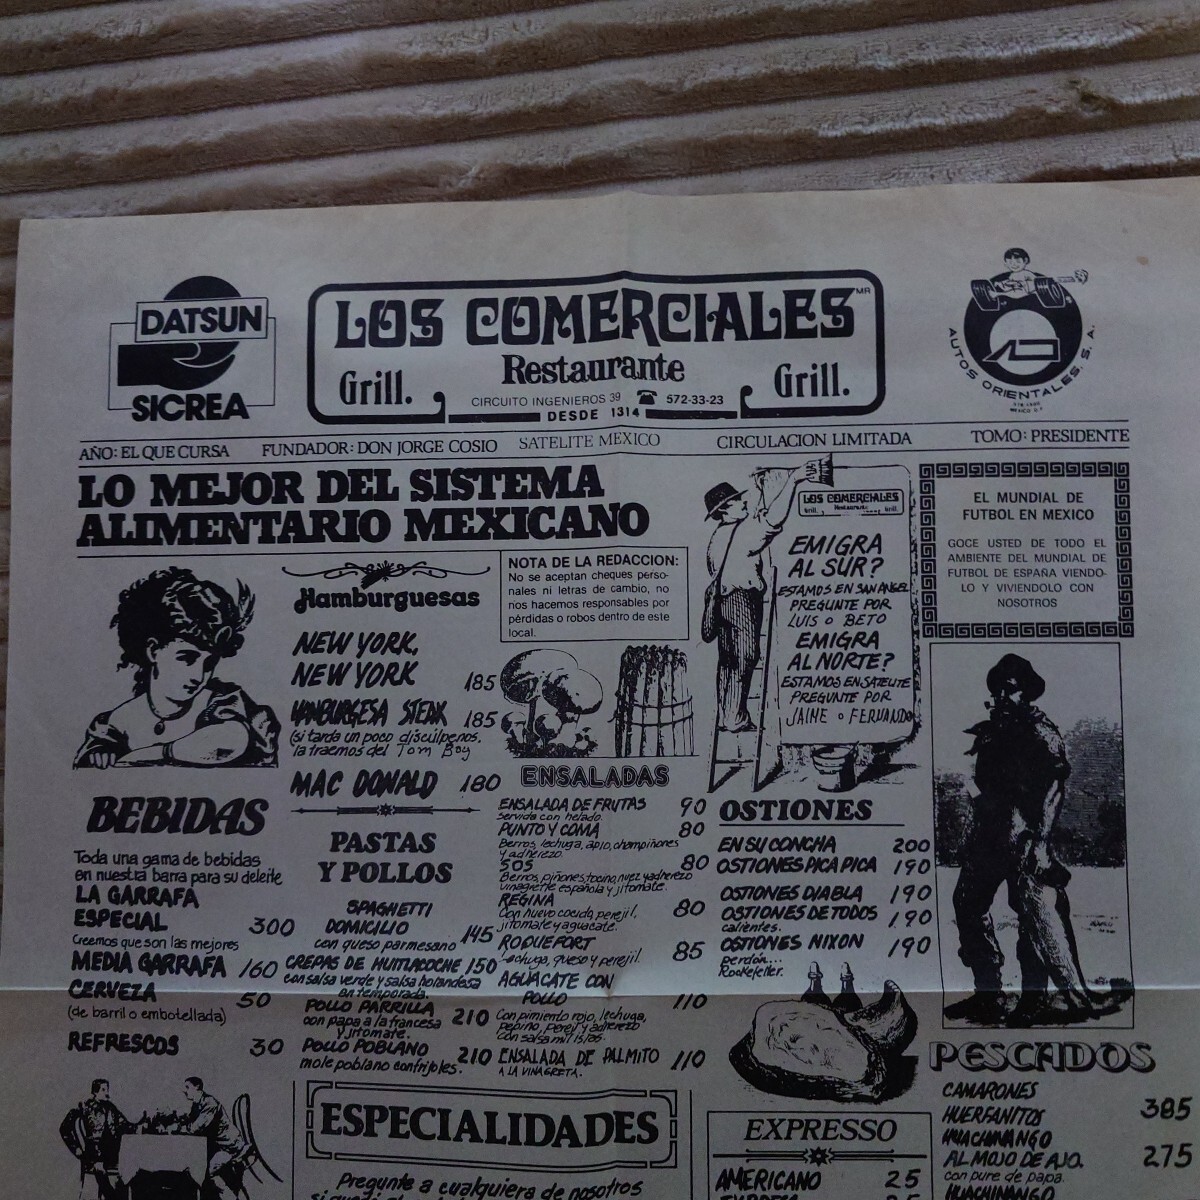 DATSUN
SICREA
LOS COMERCIALES MR
Restaurante
Grill.
Grill.
CIRCUITO INGENIEROS 39 ☎ 572-33-23
DESDE 1314
AUTOS ORIENTALES, S. A.
AÑO: EL QUE CURSA FUNDADOR: DON JORGE COSIO SATELITE MEXICO CIRCULACION LIMITADA TOMO: PRESIDENTE
LO MEJOR DEL SISTEMA
ALIMENTARIO MEXICANO
BEBIDAS
Toda una gama de bebidas
en nuestra barra para su deleite
LA GARRAFA
ESPECIAL 300
Creemos que son las mejores
MEDIA GARRAFA 160
CERVEZA 50
(de barril o embotellada)
REFRESCOS 30
Hamburguesas
NEW YORK,
NEW YORK 185
HAMBURGESA STEAK 185
(si tarda un poco discúlpenos,
la traemos del Tom Boy
MAC DONALD 180
PASTAS
Y POLLOS
SPAGHETTI
DOMICILIO 145
con queso parmesano
CREPAS DE HUITLACOCHE 150
con salsa verde y salsa holandesa
en temporada.
POLLO PARRILLA 210
con papa a la francesa
y jitomate.
POLLO POBLANO 210
mole poblano confrijoles.
NOTA DE LA REDACCION:
No se aceptan cheques perso-
nales ni letras de cambio, no
nos hacemos responsables por
pérdidas o robos dentro de este
local.
ENSALADAS
ENSALADA DE FRUTAS 90
servida con helado.
PUNTO Y COMA 80
Berros, lechuga, apio, champiñones
y aderezo.
SOS 80
Berros, piñones, tocino, nuez y aderezo
vinagrette española y jitomate.
REGINA 80
Con huevo cocido, perejil,
jitomate y aguacate.
ROQUEFORT 85
Lechuga, queso y perejil.
AGUACATE CON
POLLO 110
Con pimiento rojo, lechuga,
pepino, perejil y aderezo
con salsa mil islas.
ENSALADA DE PALMITO 110
A LA VINAGRETA.
LOS COMERCIALES
Grill. Restaurante Grill.
EMIGRA
AL SUR?
ESTAMOS EN SAN ANGEL
PREGUNTE POR
LUIS o BETO
EMIGRA
AL NORTE?
ESTAMOS EN SATELITE
PREGUNTE POR
JAIME o FERNANDO
OSTIONES
EN SU CONCHA 200
OSTIONES PICA PICA 190
OSTIONES DIABLA 190
OSTIONES DE TODOS 190
calientes.
OSTIONES NIXON 190
perdón...
Rockefeller.
EL MUNDIAL DE
FUTBOL EN MEXICO
GOCE USTED DE TODO EL
AMBIENTE DEL MUNDIAL DE
FUTBOL DE ESPAÑA VIENDO-
LO Y VIVIENDOLO CON
NOSOTROS
PESCADOS
CAMARONES
HUERFANITOS 385
HUACHINANGO
AL MOJO DE AJO. 275
con pure de papa.
HUACHINANGO
ESPECIALIDADES
Pregunte a cualquiera de nosotros
EXPRESSO
AMERICANO 25